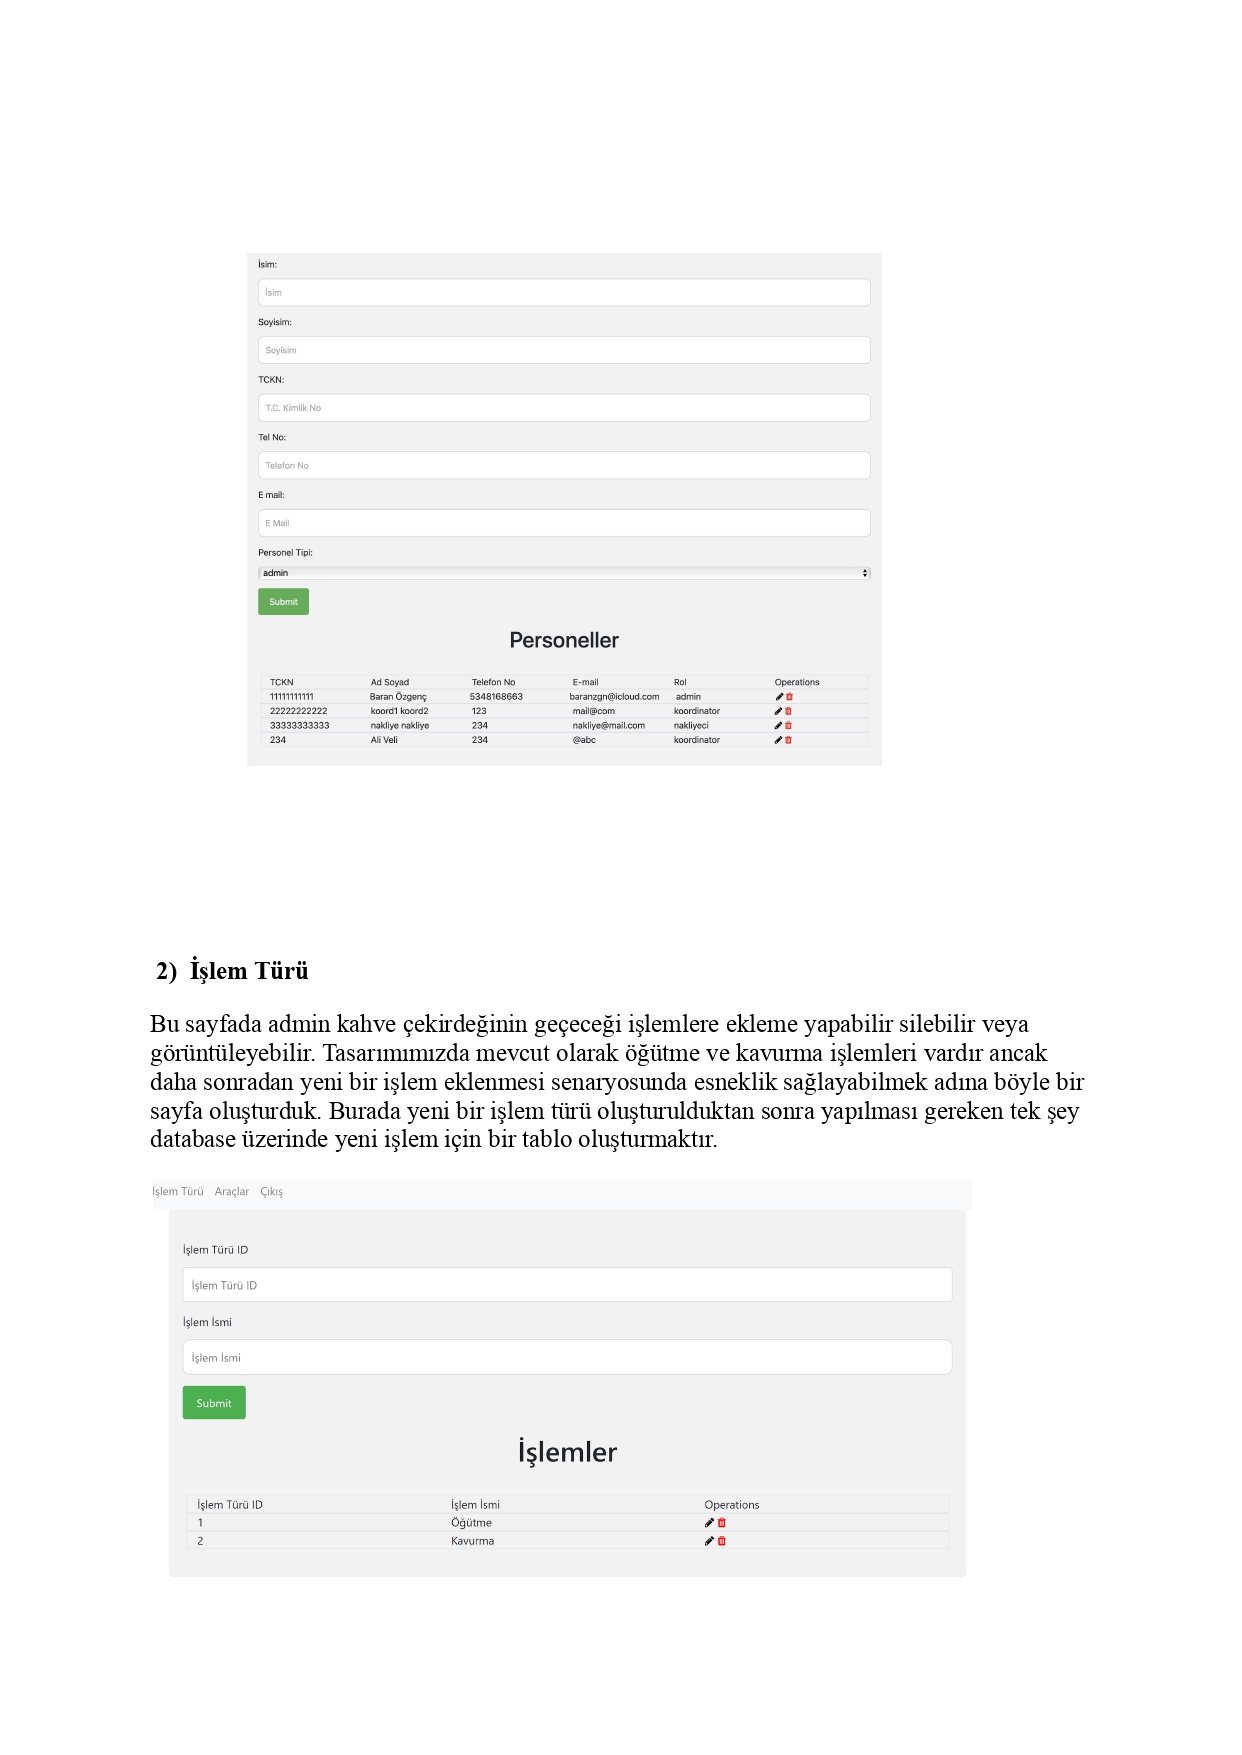 İsim:
İsim
Soyisim:
Soyisim
TCKN:
T.C. Kimlik No
Tel No:
Telefon No
E mail:
E Mail
Personel Tipi:
admin
Submit
Personeller
TCKN Ad Soyad Telefon No E-mail Rol Operations
11111111111 Baran Özgenç 5348168663 baranzgn@icloud.com admin
22222222222 koord1 koord2 123 mail@com koordinator
33333333333 nakliye nakliye 234 nakliye@mail.com nakliyeci
234 Ali Veli 234 @abc koordinator
2) İşlem Türü
Bu sayfada admin kahve çekirdeğinin geçeceği işlemlere ekleme yapabilir silebilir veya
görüntüleyebilir. Tasarımımızda mevcut olarak öğütme ve kavurma işlemleri vardır ancak
daha sonradan yeni bir işlem eklenmesi senaryosunda esneklik sağlayabilmek adına böyle bir
sayfa oluşturduk. Burada yeni bir işlem türü oluşturulduktan sonra yapılması gereken tek şey
database üzerinde yeni işlem için bir tablo oluşturmaktır.
İşlem Türü Araçlar Çıkış
İşlem Türü ID
İşlem Türü ID
İşlem İsmi
İşlem İsmi
Submit
İşlemler
İşlem Türü ID İşlem İsmi Operations
1 Öğütme
2 Kavurma